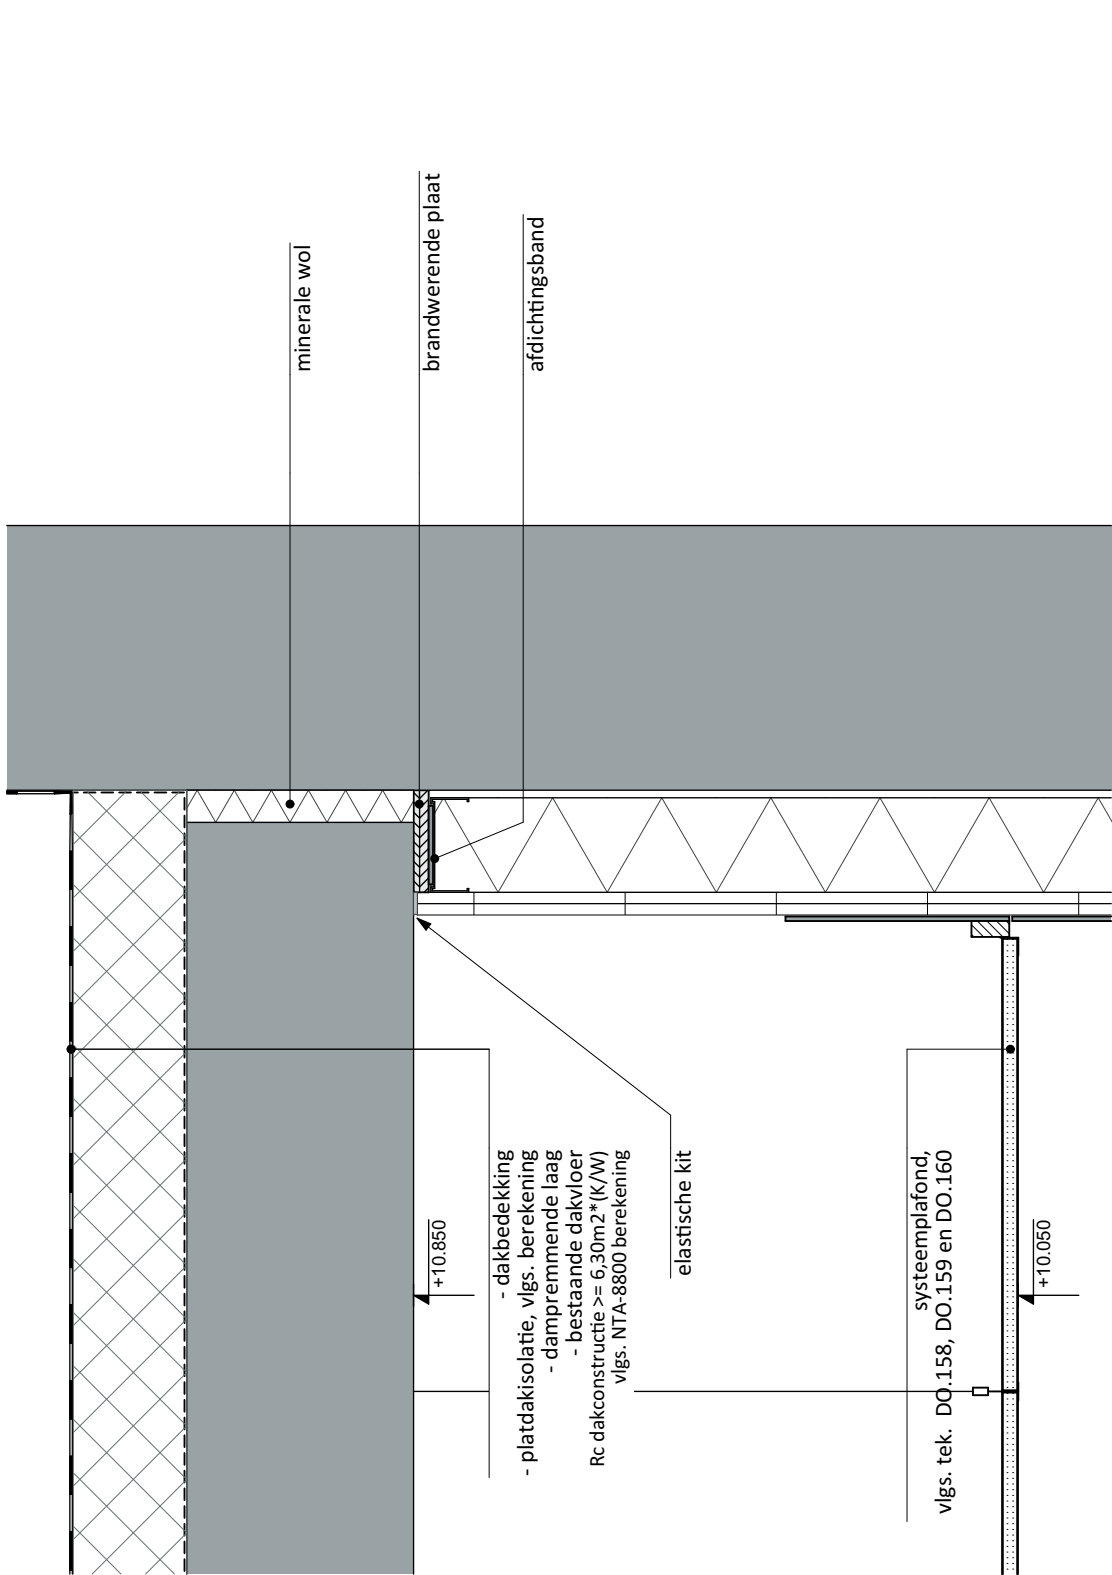 minerale wol
brandwerende plaat
afdichtingsband
- dakbedekking
- platdakisolatie, vlgs. berekening
- dampremmende laag
- bestaande dakvloer
Rc dakconstructie >= 6,30m2*(K/W)
vlgs. NTA-8800 berekening
+10.850
elastische kit
systeemplafond,
vlgs. tek. DO.158, DO.159 en DO.160
+10.050